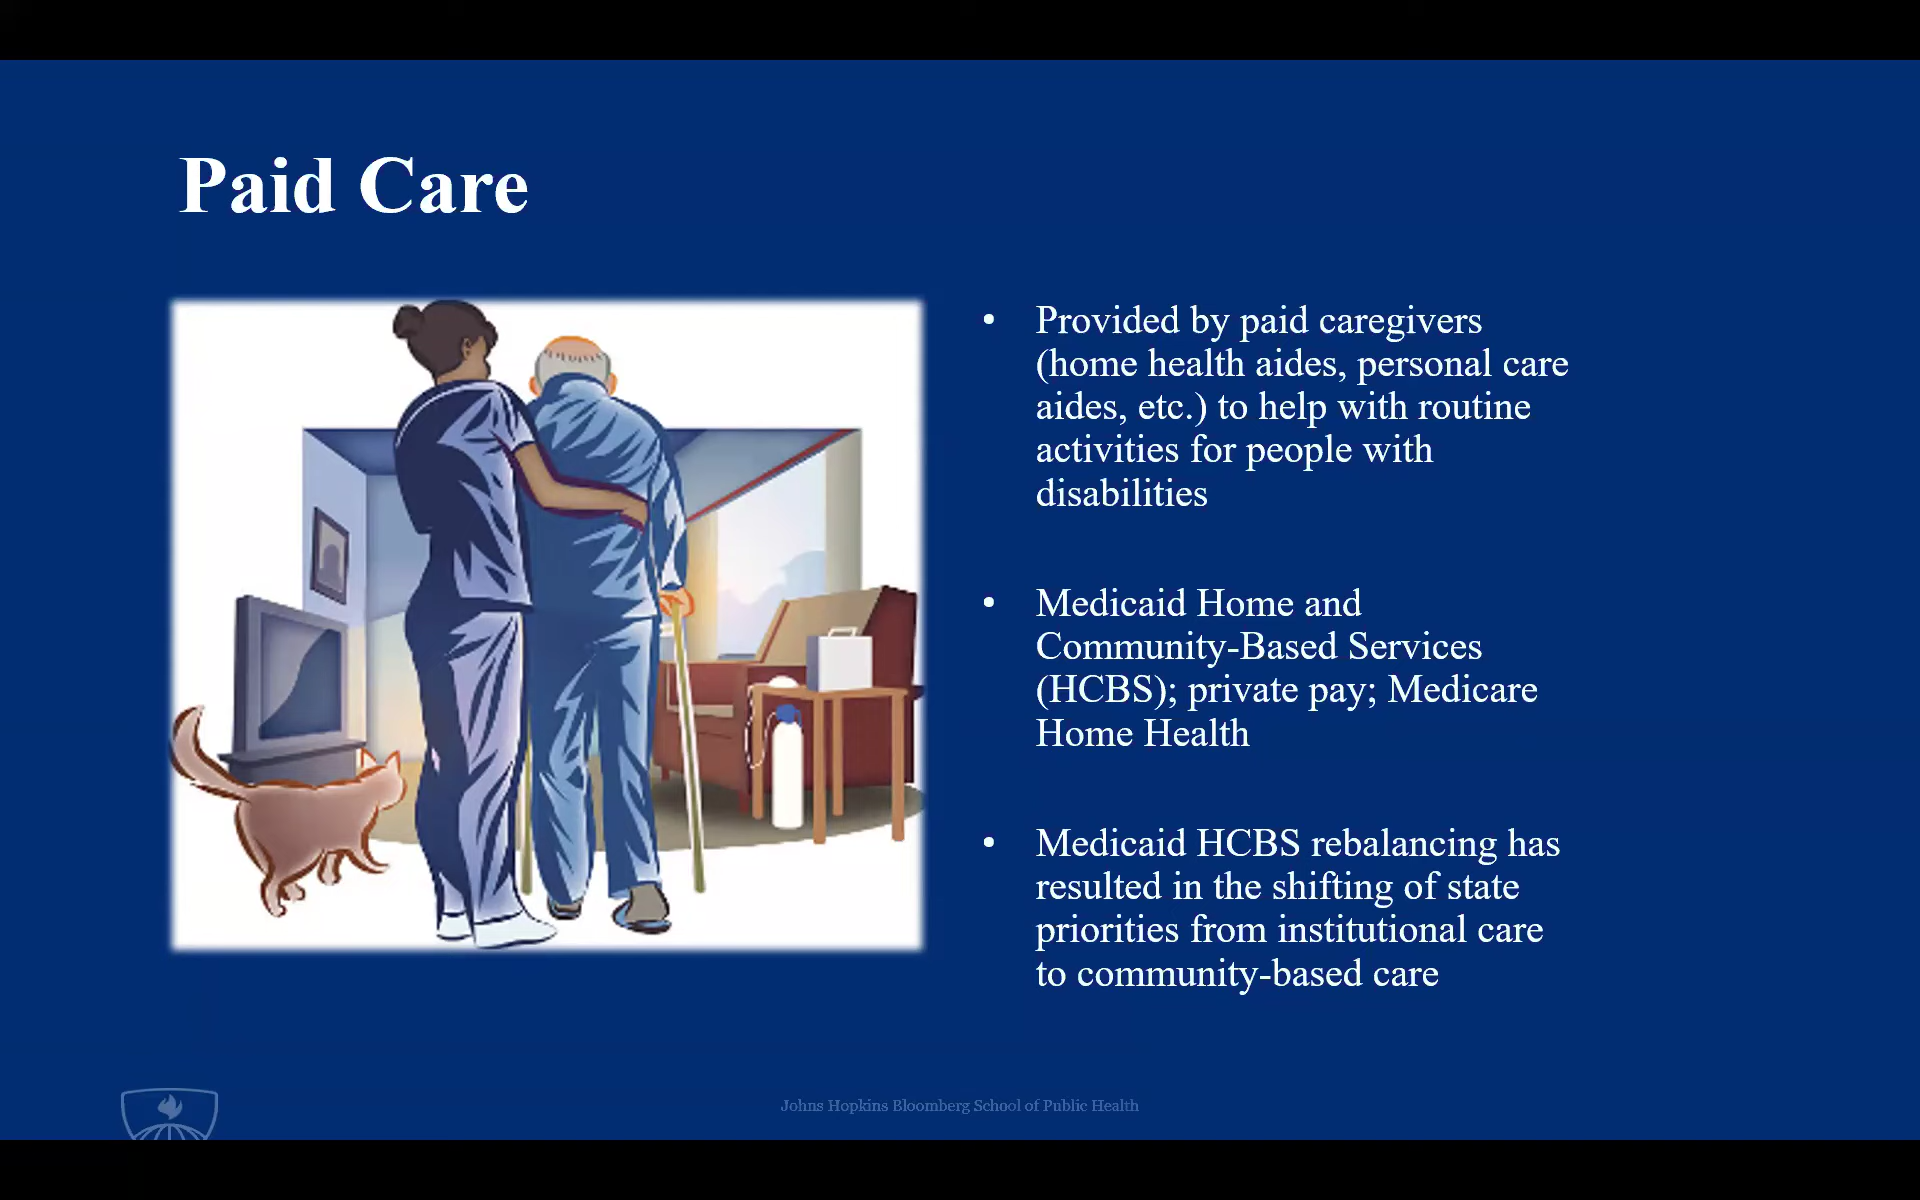 Paid Care
• Provided by paid caregivers
(home health aides, personal care
aides, etc.) to help with routine
activities for people with
disabilities
• Medicaid Home and
Community-Based Services
(HCBS); private pay; Medicare
Home Health
• Medicaid HCBS rebalancing has
resulted in the shifting of state
priorities from institutional care
to community-based care
Johns Hopkins Bloomberg School of Public Health